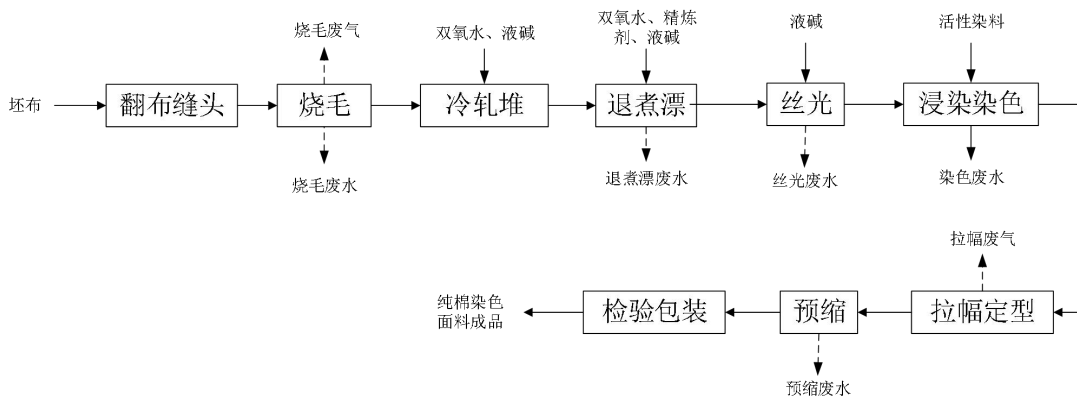 烧毛废气
双氧水、液碱
双氧水、精炼
剂、液碱
液碱
活性染料
坯布
翻布缝头
烧毛
冷轧堆
退煮漂
丝光
浸染染色
烧毛废水
退煮漂废水
丝光废水
染色废水
拉幅废气
纯棉染色
面料成品
检验包装
预缩
拉幅定型
预缩废水